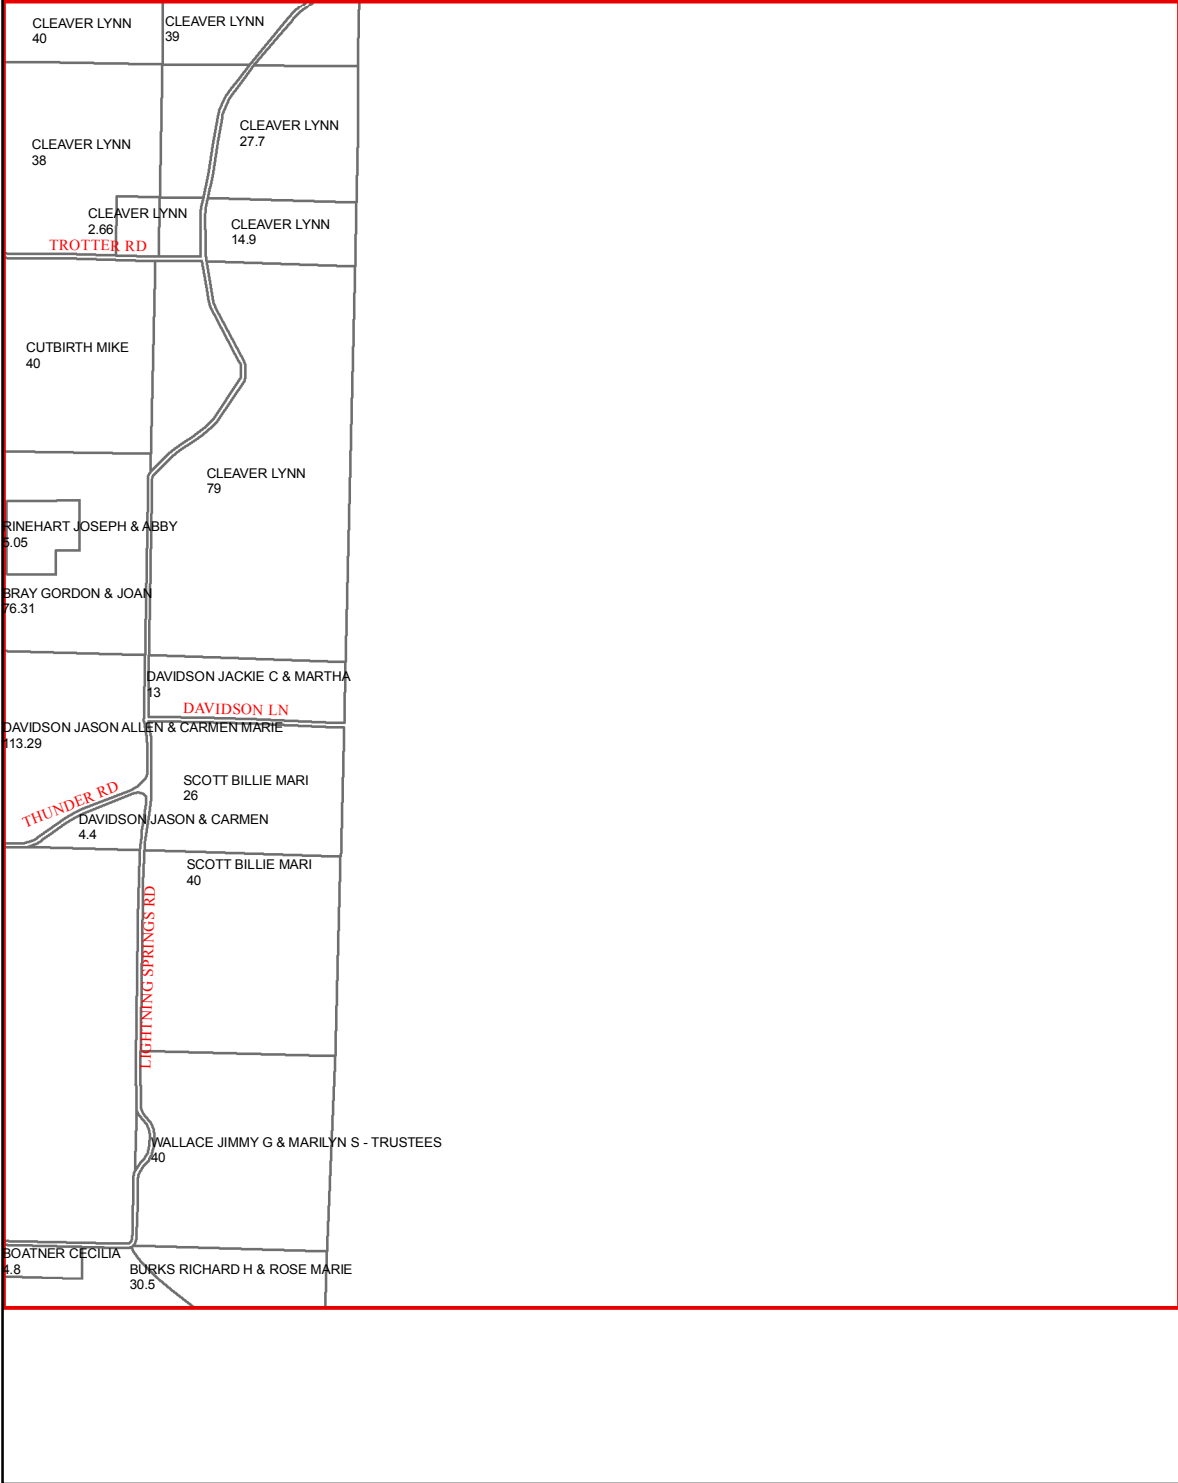 CLEAVER LYNN
40
CLEAVER LYNN
39
CLEAVER LYNN
27.7
CLEAVER LYNN
38
CLEAVER LYNN
2.66
CLEAVER LYNN
14.9
TROTTER RD
CUTBIRTH MIKE
40
CLEAVER LYNN
79
RINEHART JOSEPH & ABBY
5.05
BRAY GORDON & JOAN
76.31
DAVIDSON JACKIE C & MARTHA
13
DAVIDSON LN
DAVIDSON JASON ALLEN & CARMEN MARIE
113.29
SCOTT BILLIE MARI
26
THUNDER RD
DAVIDSON JASON & CARMEN
4.4
SCOTT BILLIE MARI
40
LIGHTNING SPRINGS RD
WALLACE JIMMY G & MARILYN S - TRUSTEES
40
BOATNER CECILIA
4.8
BURKS RICHARD H & ROSE MARIE
30.5